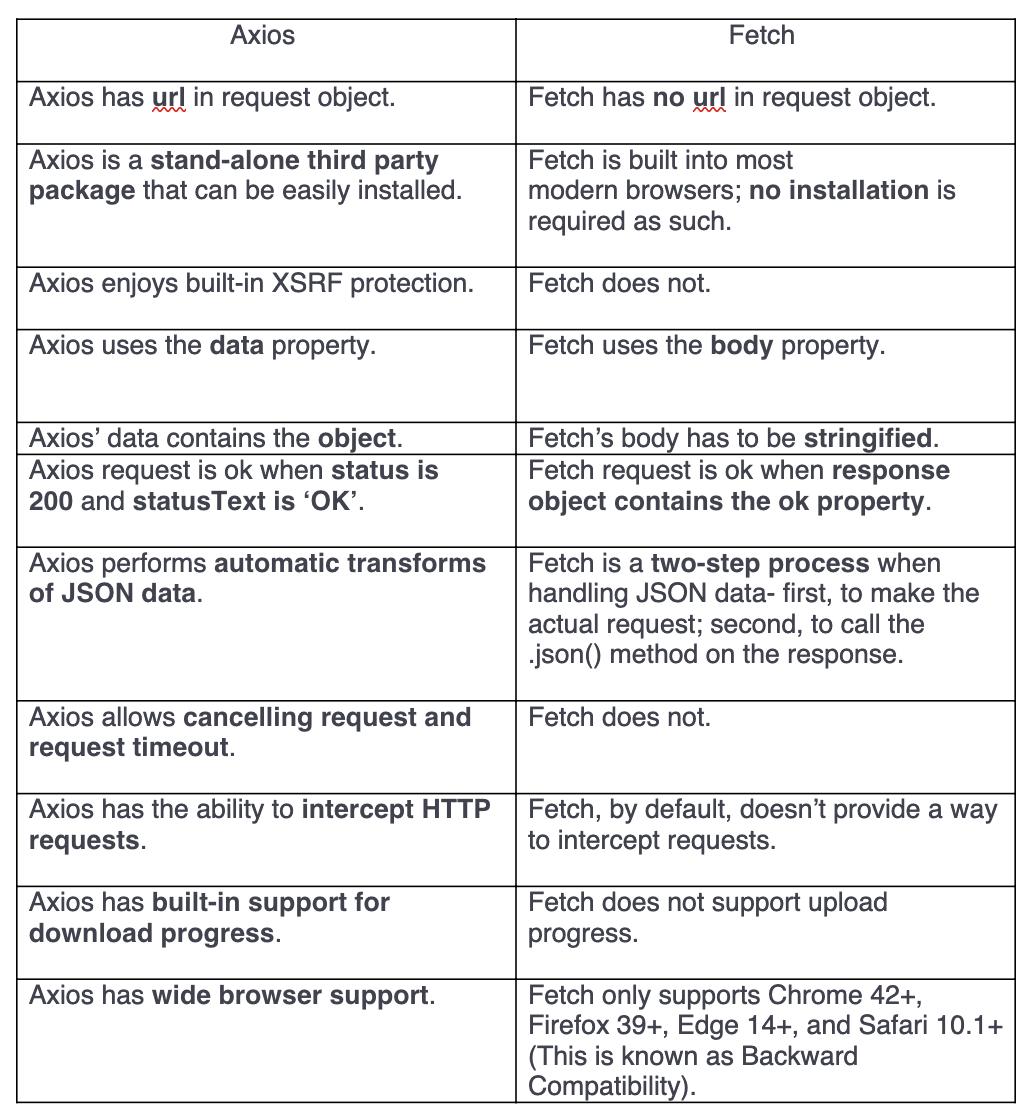 Axios
Fetch
Axios has url in request object.
Fetch has no url in request object.
Axios is a stand-alone third party
package that can be easily installed.
Fetch is built into most
modern browsers; no installation is
required as such.
Axios enjoys built-in XSRF protection.
Fetch does not.
Axios uses the data property.
Fetch uses the body property.
Axios’ data contains the object.
Fetch’s body has to be stringified.
Axios request is ok when status is
200 and statusText is ‘OK’.
Fetch request is ok when response
object contains the ok property.
Axios performs automatic transforms
of JSON data.
Fetch is a two-step process when
handling JSON data- first, to make the
actual request; second, to call the
.json() method on the response.
Axios allows cancelling request and
request timeout.
Fetch does not.
Axios has the ability to intercept HTTP
requests.
Fetch, by default, doesn’t provide a way
to intercept requests.
Axios has built-in support for
download progress.
Fetch does not support upload
progress.
Axios has wide browser support.
Fetch only supports Chrome 42+,
Firefox 39+, Edge 14+, and Safari 10.1+
(This is known as Backward
Compatibility).